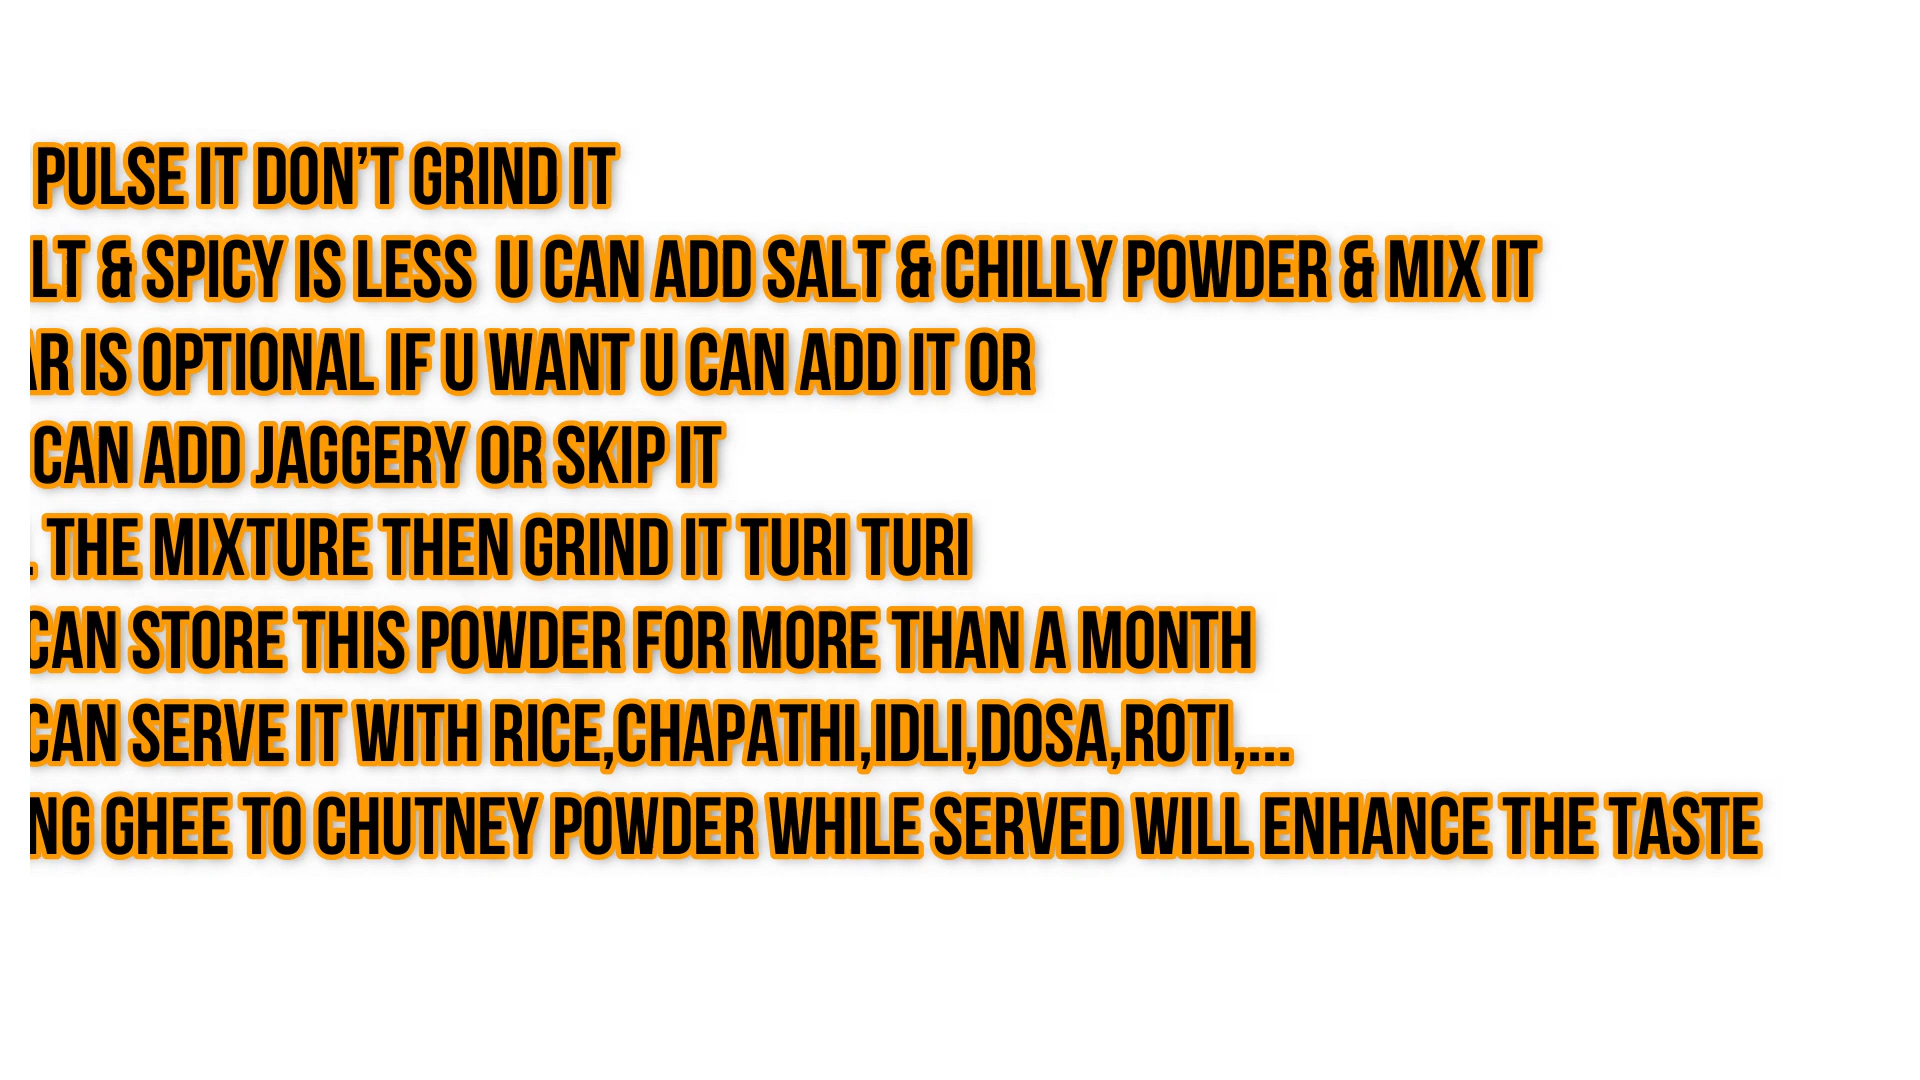 PULSE IT DON'T GRIND IT
LT & SPICY IS LESS U CAN ADD SALT & CHILLY POWDER & MIX IT
AR IS OPTIONAL IF U WANT U CAN ADD IT OR
CAN ADD JAGGERY OR SKIP IT
THE MIXTURE THEN GRIND IT TURI TURI
CAN STORE THIS POWDER FOR MORE THAN A MONTH
CAN SERVE IT WITH RICE,CHAPATHI,IDLI,DOSA,ROTI,...
NG GHEE TO CHUTNEY POWDER WHILE SERVED WILL ENHANCE THE TASTE